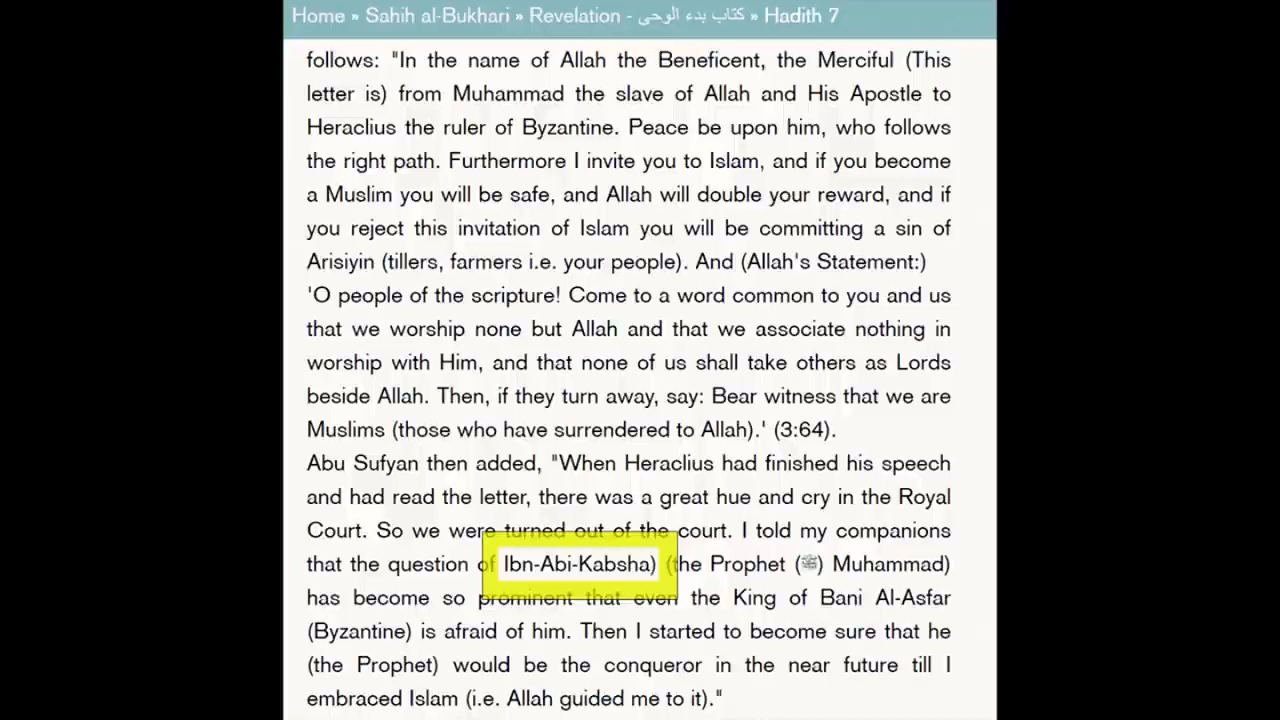 Home » Sahih al-Bukhari » Revelation - كتاب بدء الوحى » Hadith 7
follows: "In the name of Allah the Beneficent, the Merciful (This
letter is) from Muhammad the slave of Allah and His Apostle to
Heraclius the ruler of Byzantine. Peace be upon him, who follows
the right path. Furthermore I invite you to Islam, and if you become
a Muslim you will be safe, and Allah will double your reward, and if
you reject this invitation of Islam you will be committing a sin of
Arisiyin (tillers, farmers i.e. your people). And (Allah's Statement:)
'O people of the scripture! Come to a word common to you and us
that we worship none but Allah and that we associate nothing in
worship with Him, and that none of us shall take others as Lords
beside Allah. Then, if they turn away, say: Bear witness that we are
Muslims (those who have surrendered to Allah).' (3:64).
Abu Sufyan then added, "When Heraclius had finished his speech
and had read the letter, there was a great hue and cry in the Royal
Court. So we were turned out of the court. I told my companions
that the question of Ibn-Abi-Kabsha) (the Prophet (ﷺ) Muhammad)
has become so prominent that even the King of Bani Al-Asfar
(Byzantine) is afraid of him. Then I started to become sure that he
(the Prophet) would be the conqueror in the near future till I
embraced Islam (i.e. Allah guided me to it)."